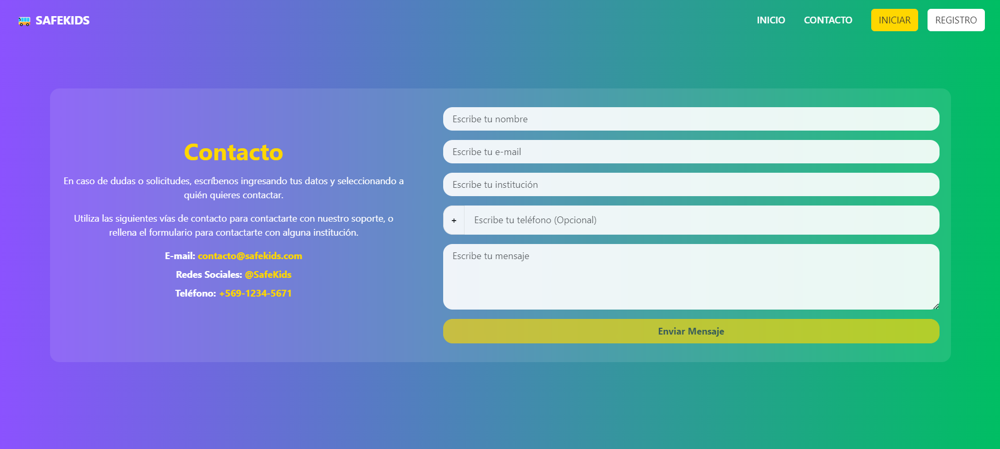 SAFEKIDS
INICIO
CONTACTO
INICIAR
REGISTRO
Contacto
En caso de dudas o solicitudes, escríbenos ingresando tus datos y seleccionando a
quién quieres contactar.
Utiliza las siguientes vías de contacto para contactarte con nuestro soporte, o
rellena el formulario para contactarte con alguna institución.
E-mail: contacto@safekids.com
Redes Sociales: @SafeKids
Teléfono: +569-1234-5671
Escribe tu nombre
Escribe tu e-mail
Escribe tu institución
+ Escribe tu teléfono (Opcional)
Escribe tu mensaje
Enviar Mensaje